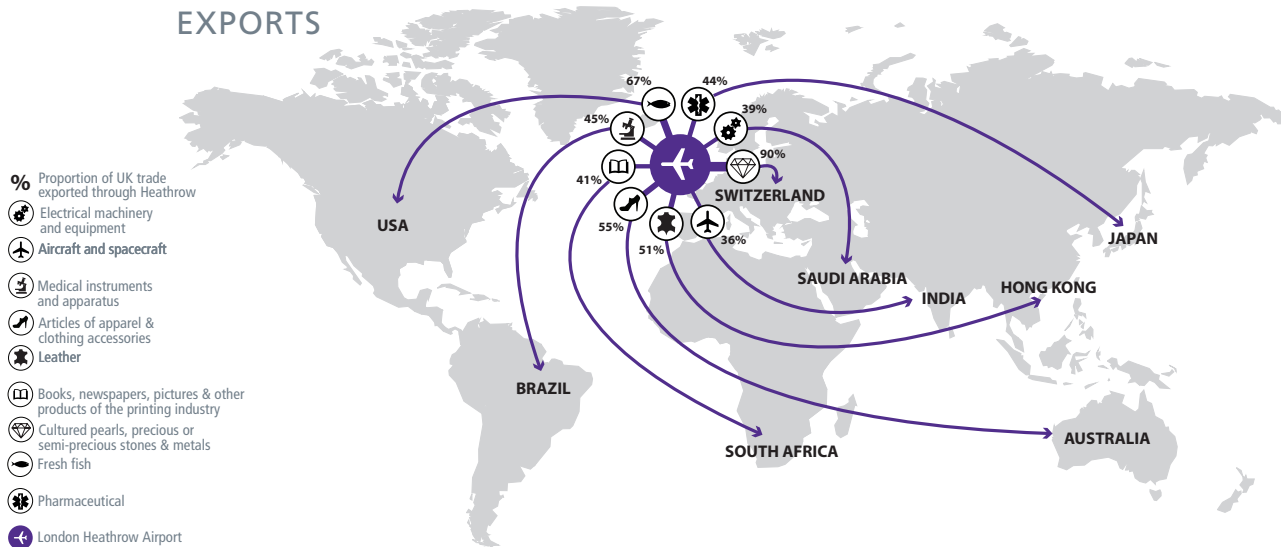 EXPORTS
67%
44%
45%
39%
90%
41%
55%
51%
36%
USA
SWITZERLAND
JAPAN
SAUDI ARABIA
INDIA
HONG KONG
BRAZIL
SOUTH AFRICA
AUSTRALIA
% Proportion of UK trade
exported through Heathrow
Electrical machinery
and equipment
Aircraft and spacecraft
Medical instruments
and apparatus
Articles of apparel &
clothing accessories
Leather
Books, newspapers, pictures & other
products of the printing industry
Cultured pearls, precious or
semi-precious stones & metals
Fresh fish
Pharmaceutical
London Heathrow Airport